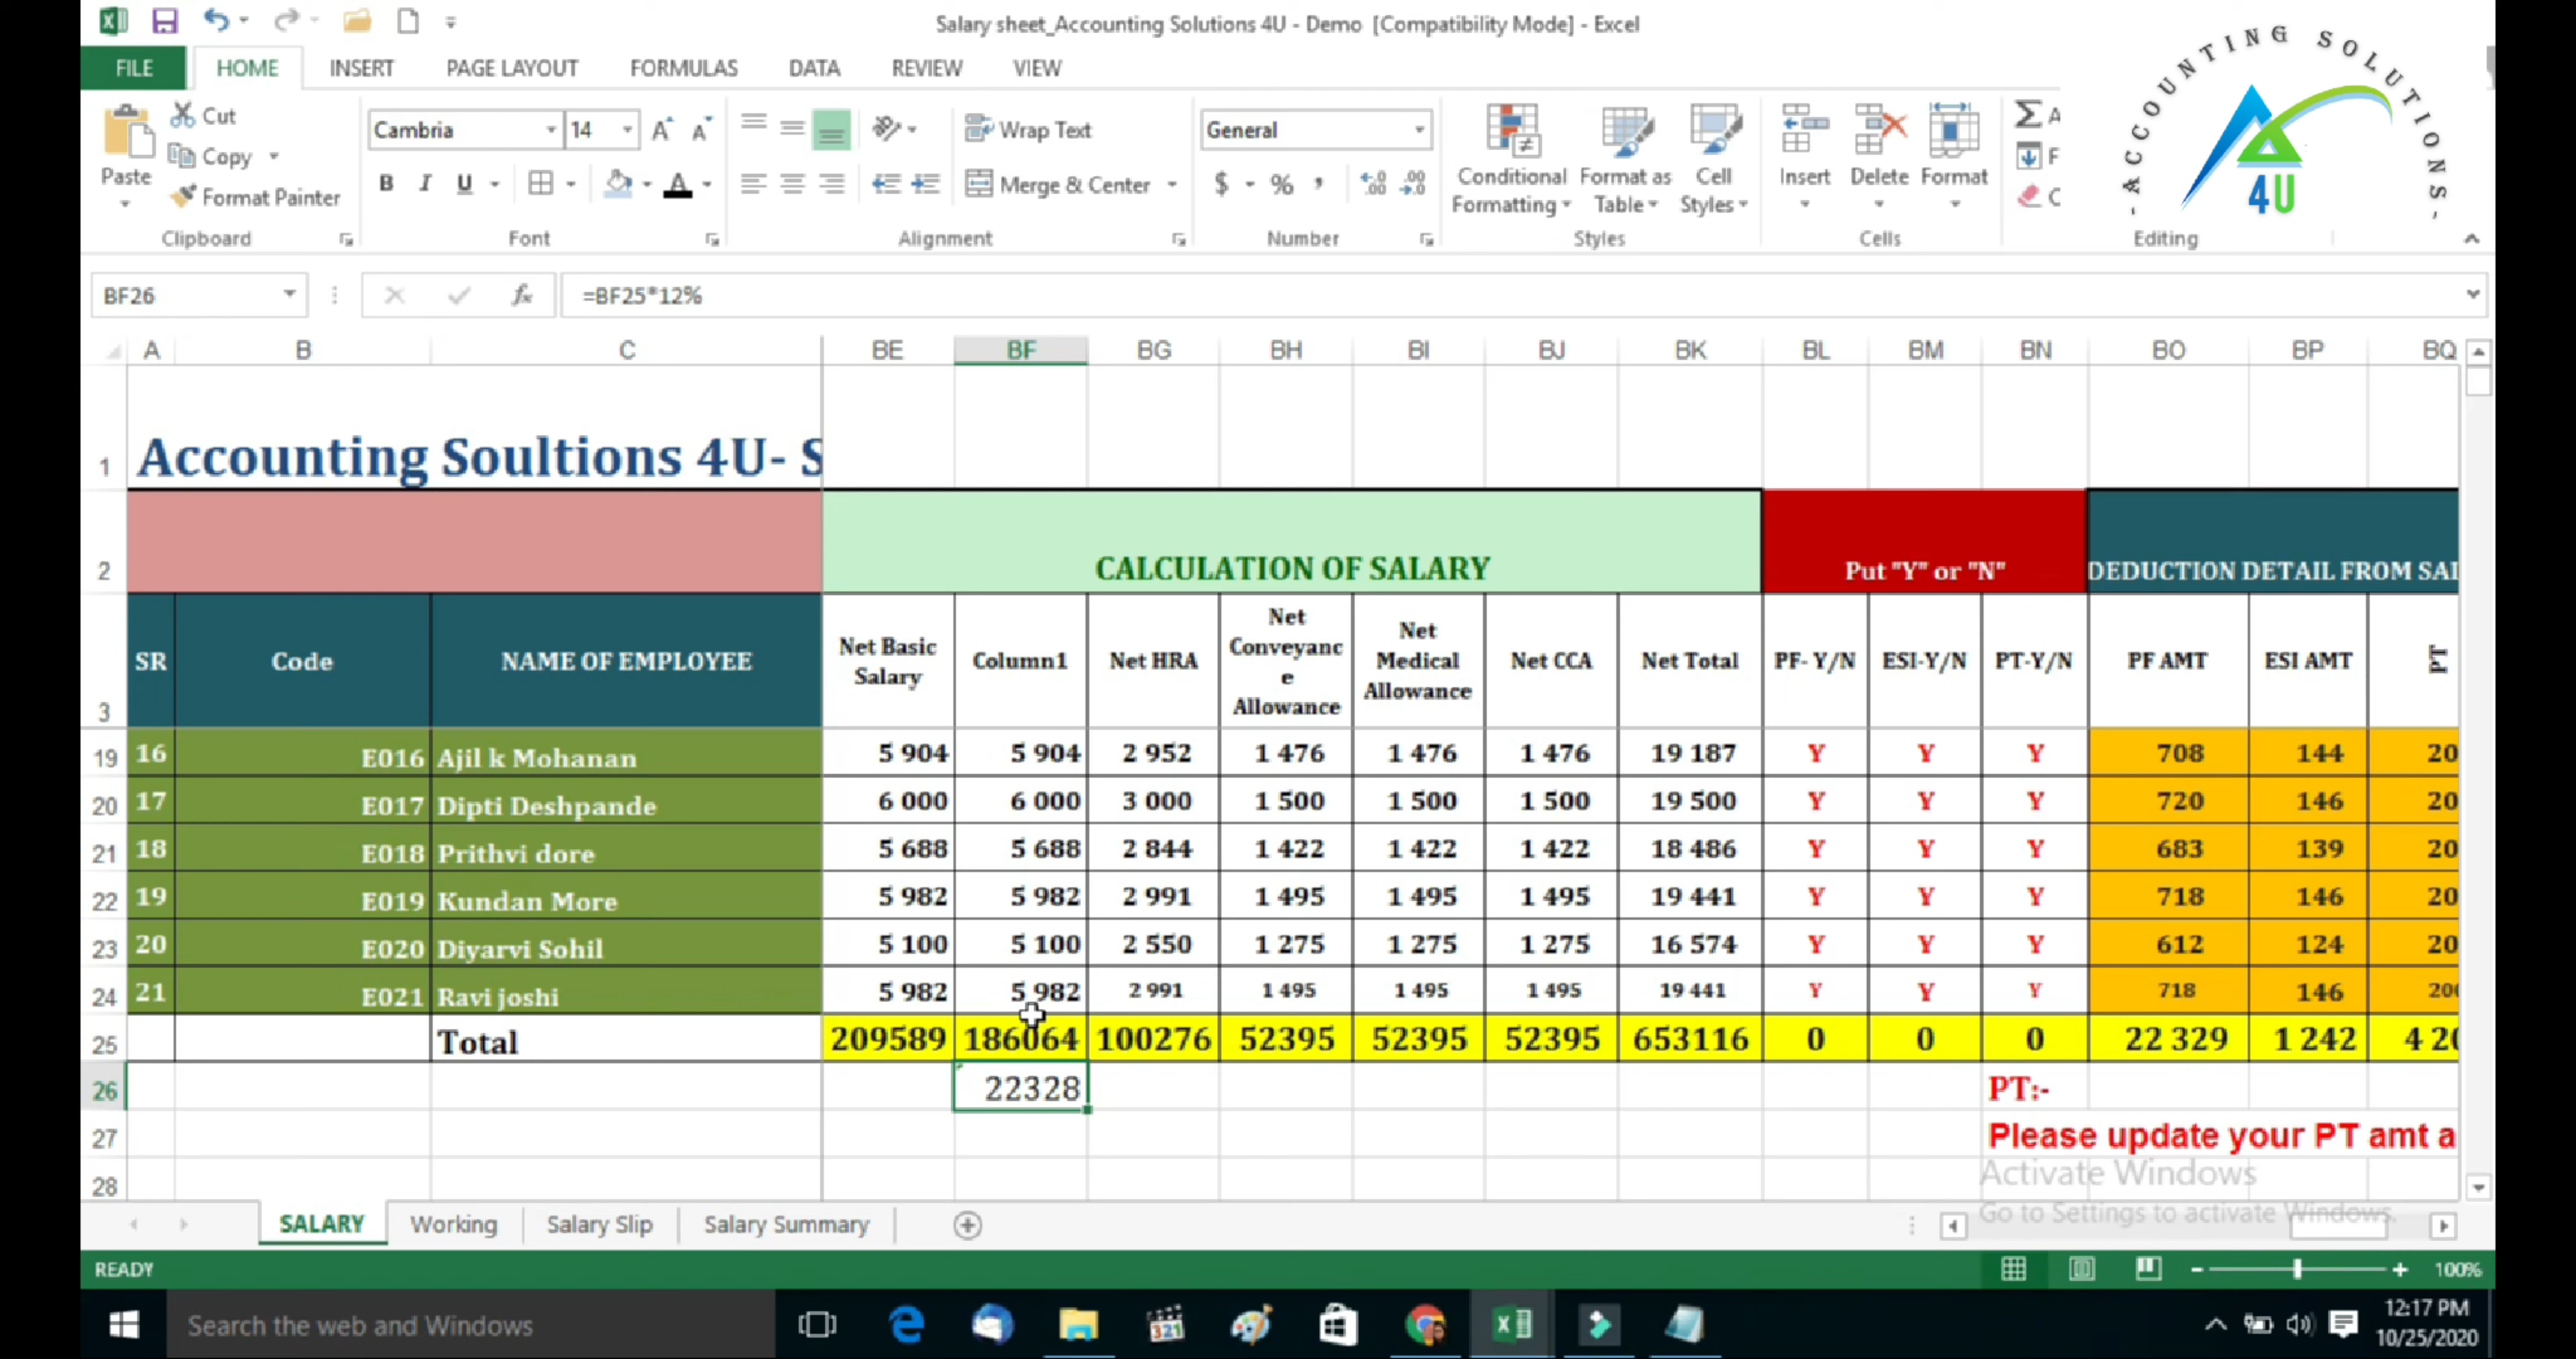 Salary sheet_Accounting Solutions 4U - Demo [Compatibility Mode] - Excel
FILE HOME INSERT PAGE LAYOUT FORMULAS DATA REVIEW VIEW
- ACCOUNTING SOLUTIONS -
4U
Cut
Copy
Paste
Format Painter
Clipboard
Cambria 14
B I U
Font
Wrap Text
Merge & Center
Alignment
General
$ % ,
Number
Conditional Formatting
Format as Table
Cell Styles
Styles
Insert Delete Format
Cells
Σ A
F
C
Editing
BF26 fx =BF25*12%
A B C BE BF BG BH BI BJ BK BL BM BN BO BP BQ
1 Accounting Soultions 4U- S
2 CALCULATION OF SALARY Put "Y" or "N" DEDUCTION DETAIL FROM SAL
3 SR Code NAME OF EMPLOYEE Net Basic Salary Column1 Net HRA Net Conveyanc e Allowance Net Medical Allowance Net CCA Net Total PF- Y/N ESI-Y/N PT-Y/N PF AMT ESI AMT PT
19 16 E016 Ajil k Mohanan 5 904 5 904 2 952 1 476 1 476 1 476 19 187 Y Y Y 708 144 20
20 17 E017 Dipti Deshpande 6 000 6 000 3 000 1 500 1 500 1 500 19 500 Y Y Y 720 146 20
21 18 E018 Prithvi dore 5 688 5 688 2 844 1 422 1 422 1 422 18 486 Y Y Y 683 139 20
22 19 E019 Kundan More 5 982 5 982 2 991 1 495 1 495 1 495 19 441 Y Y Y 718 146 20
23 20 E020 Diyarvi Sohil 5 100 5 100 2 550 1 275 1 275 1 275 16 574 Y Y Y 612 124 20
24 21 E021 Ravi joshi 5 982 5 982 2 991 1 495 1 495 1 495 19 441 Y Y Y 718 146 200
25 Total 209589 186064 100276 52395 52395 52395 653116 0 0 0 22 329 1 242 4 20
26 22328 PT:-
27 Please update your PT amt a
28
Activate Windows
Go to Settings to activate Windows.
SALARY Working Salary Slip Salary Summary
READY 100%
Search the web and Windows
321
12:17 PM
10/25/2020